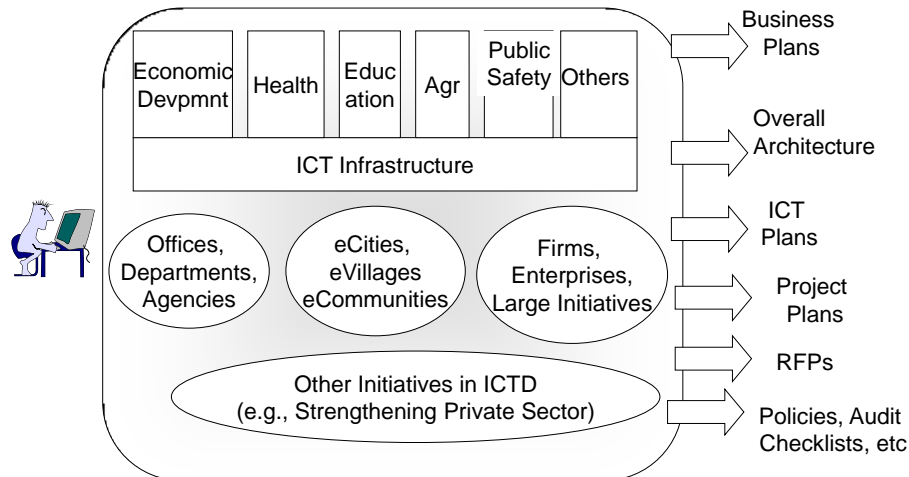 Economic
Devpmnt
Health
Educ
ation
Agr
Public
Safety
Others
ICT Infrastructure
Offices,
Departments,
Agencies
eCities,
eVillages
eCommunities
Firms,
Enterprises,
Large Initiatives
Other Initiatives in ICTD
(e.g., Strengthening Private Sector)
Business
Plans
Overall
Architecture
ICT
Plans
Project
Plans
RFPs
Policies, Audit
Checklists, etc